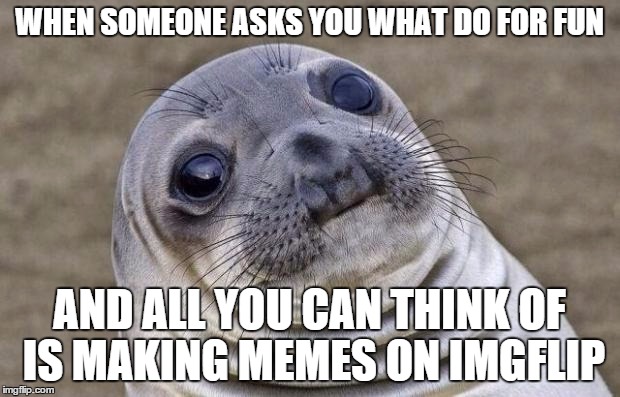 WHEN SOMEONE ASKS YOU WHAT DO FOR FUN
AND ALL YOU CAN THINK OF
IS MAKING MEMES ON IMGFLIP
imgflip.com